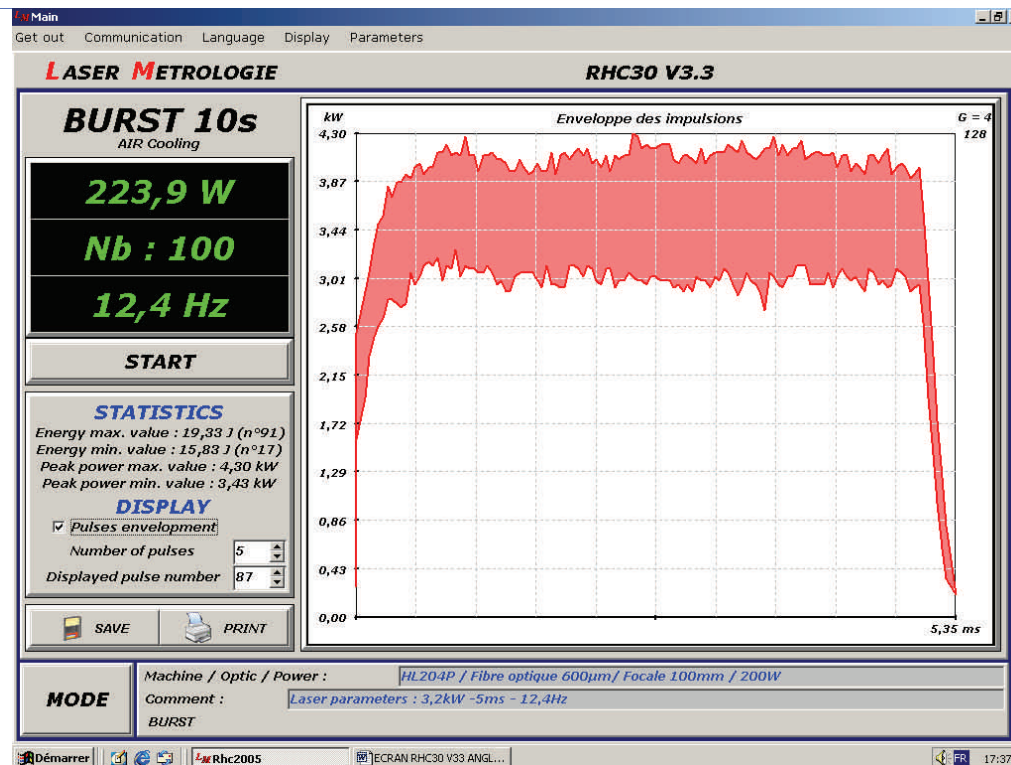 LM Main
Get out Communication Language Display Parameters
LASER METROLOGIE
RHC30 V3.3
BURST 10s
AIR Cooling
223,9 W
Nb : 100
12,4 Hz
START
STATISTICS
Energy max. value : 19,33 J (n°91)
Energy min. value : 15,83 J (n°17)
Peak power max. value : 4,30 kW
Peak power min. value : 3,43 kW
DISPLAY
Pulses envelopment
Number of pulses 5
Displayed pulse number 87
SAVE PRINT
kW Enveloppe des impulsions G = 4
4,30 128
3,87
3,44
3,01
2,58
2,15
1,72
1,29
0,86
0,43
0,00
5,35 ms
MODE
Machine / Optic / Power : HL204P / Fibre optique 600µm/ Focale 100mm / 200W
Comment : Laser parameters : 3,2kW -5ms - 12,4Hz
BURST
Démarrer LM Rhc2005 ECRAN RHC30 V33 ANGL... FR 17:37